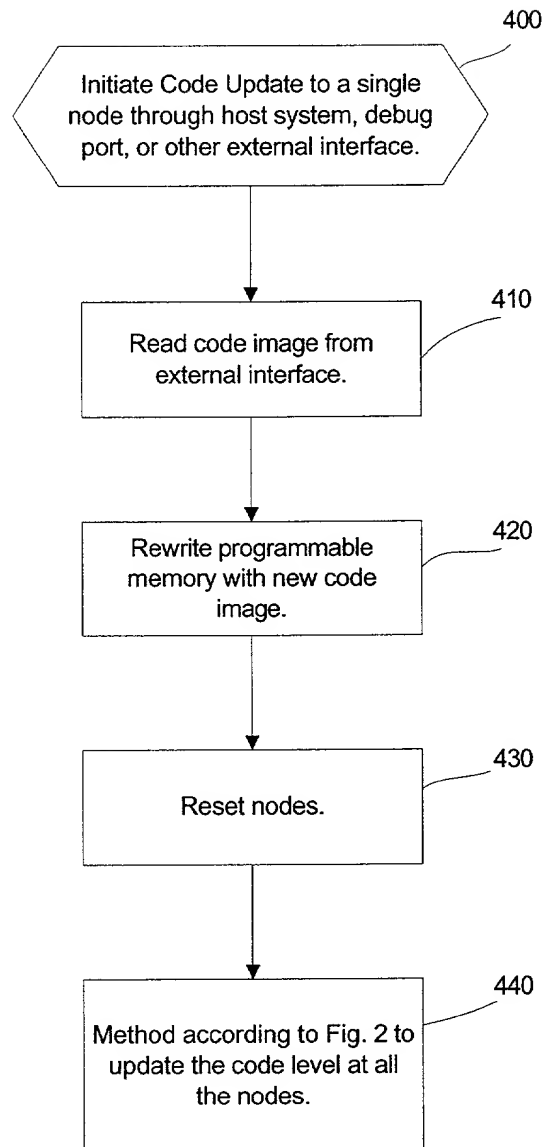 400
Initiate Code Update to a single
node through host system, debug
port, or other external interface.
410
Read code image from
external interface.
420
Rewrite programmable
memory with new code
image.
430
Reset nodes.
440
Method according to Fig. 2 to
update the code level at all
the nodes.